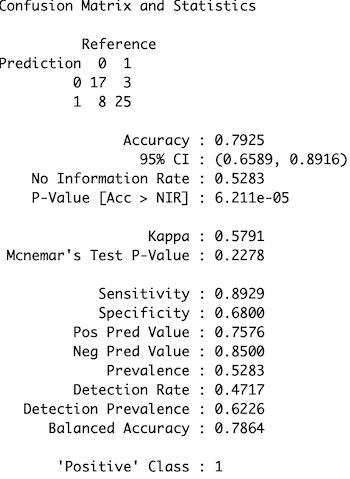 Confusion Matrix and Statistics
Reference
Prediction 0 1
0 17 3
1 8 25
Accuracy : 0.7925
95% CI : (0.6589, 0.8916)
No Information Rate : 0.5283
P-Value [Acc > NIR] : 6.211e-05
Kappa : 0.5791
Mcnemar's Test P-Value : 0.2278
Sensitivity : 0.8929
Specificity : 0.6800
Pos Pred Value : 0.7576
Neg Pred Value : 0.8500
Prevalence : 0.5283
Detection Rate : 0.4717
Detection Prevalence : 0.6226
Balanced Accuracy : 0.7864
'Positive' Class : 1